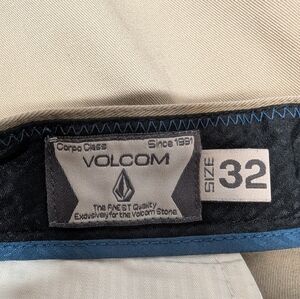 Corpo Class Since 1991
VOLCOM
The FINEST Quality
Exclusively for the Volcom Stone.
SIZE 32